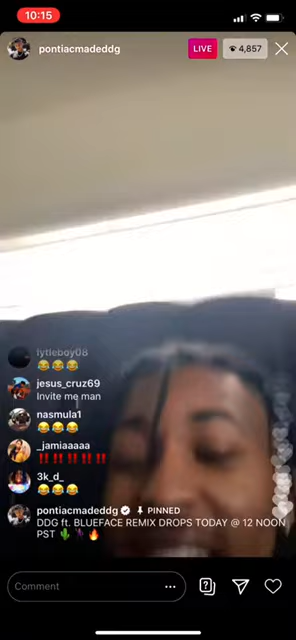 10:15
pontiacmadeddg
LIVE
4,857
lytleboy08
😂😂😂
jesus_cruz69
Invite me man
nasmula1
😂😂😂
_jamiaaaaa
‼️‼️‼️‼️‼️‼️
3k_d_
😂😂😂
pontiacmadeddg PINNED
DDG ft. BLUEFACE REMIX DROPS TODAY @ 12 NOON
PST 🌵🔥
Comment